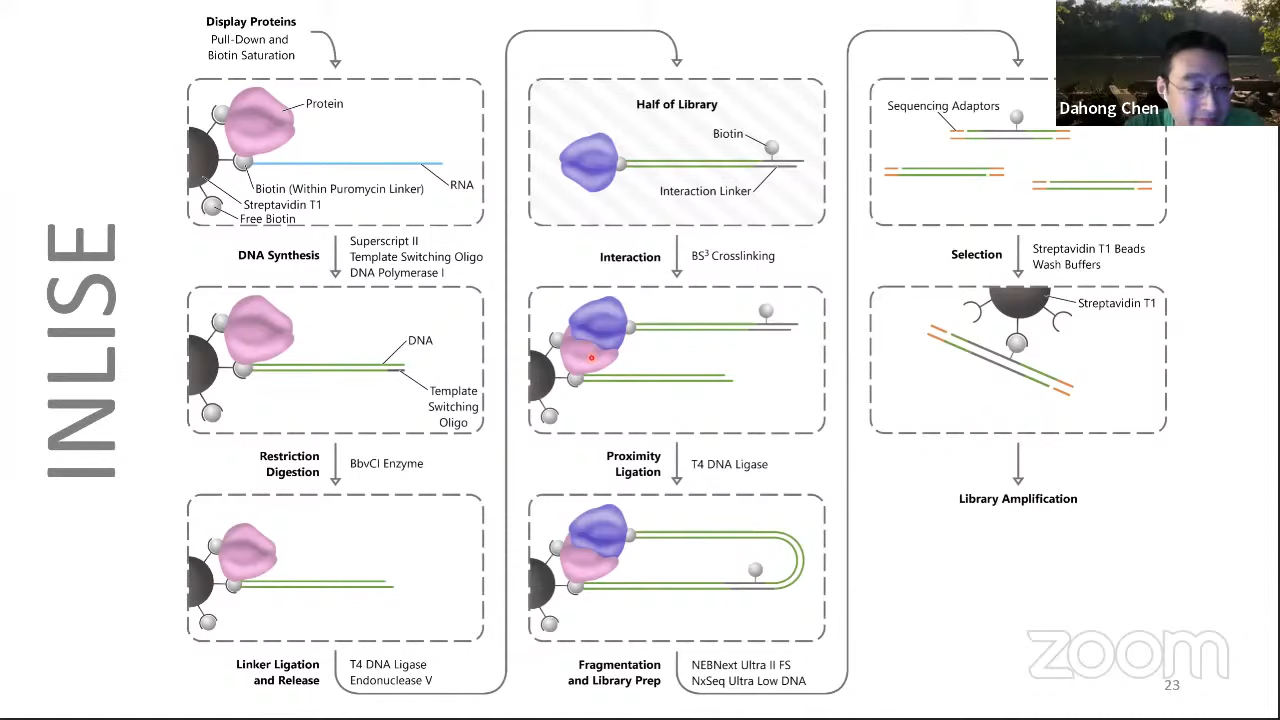 INLISE
Display Proteins
Pull-Down and
Biotin Saturation
Protein
Biotin (Within Puromycin Linker)
RNA
Streptavidin T1
Free Biotin
DNA Synthesis
Superscript II
Template Switching Oligo
DNA Polymerase I
DNA
Template
Switching
Oligo
Restriction
Digestion
BbvCI Enzyme
Linker Ligation
and Release
T4 DNA Ligase
Endonuclease V
Half of Library
Biotin
Interaction Linker
Interaction
BS³ Crosslinking
Proximity
Ligation
T4 DNA Ligase
Fragmentation
and Library Prep
NEBNext Ultra II FS
NxSeq Ultra Low DNA
Sequencing Adaptors
Selection
Streptavidin T1 Beads
Wash Buffers
Streptavidin T1
Library Amplification
Dahong Chen
zoom
23